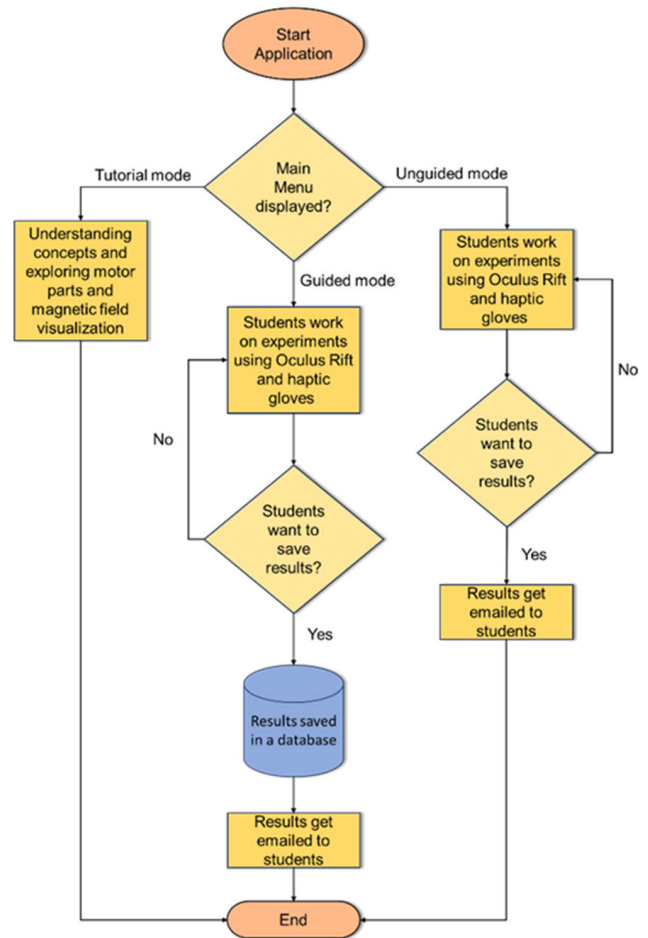 Start
Application
Main
Menu
displayed?
Tutorial mode
Unguided mode
Guided mode
Understanding
concepts and
exploring motor
parts and
magnetic field
visualization
Students work
on experiments
using Oculus Rift
and haptic
gloves
No
Students
want to
save
results?
Yes
Results saved
in a database
Results get
emailed to
students
Students work
on experiments
using Oculus Rift
and haptic
gloves
No
Students
want to
save
results?
Yes
Results get
emailed to
students
End